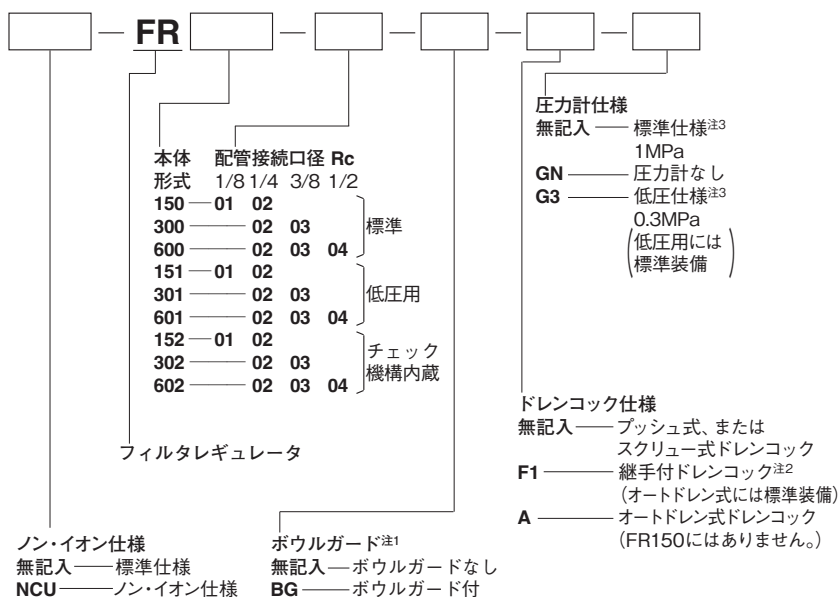 — FR — — — —
圧力計仕様
無記入 — 標準仕様注3
1MPa
GN — 圧力計なし
G3 — 低圧仕様注3
0.3MPa
(低圧用には
標準装備)
本体 配管接続口径 Rc
形式 1/8 1/4 3/8 1/2
150 — 01 02
300 — 02 03
600 — 02 03 04
標準
151 — 01 02
301 — 02 03
601 — 02 03 04
低圧用
152 — 01 02
302 — 02 03
602 — 02 03 04
チェック
機構内蔵
フィルタレギュレータ
ドレンコック仕様
無記入 — プッシュ式、または
スクリュー式ドレンコック
F1 — 継手付ドレンコック注2
(オートドレン式には標準装備)
A — オートドレン式ドレンコック
(FR150にはありません。)
ノン・イオン仕様
無記入 — 標準仕様
NCU — ノン・イオン仕様
ボウルガード注1
無記入 — ボウルガードなし
BG — ボウルガード付